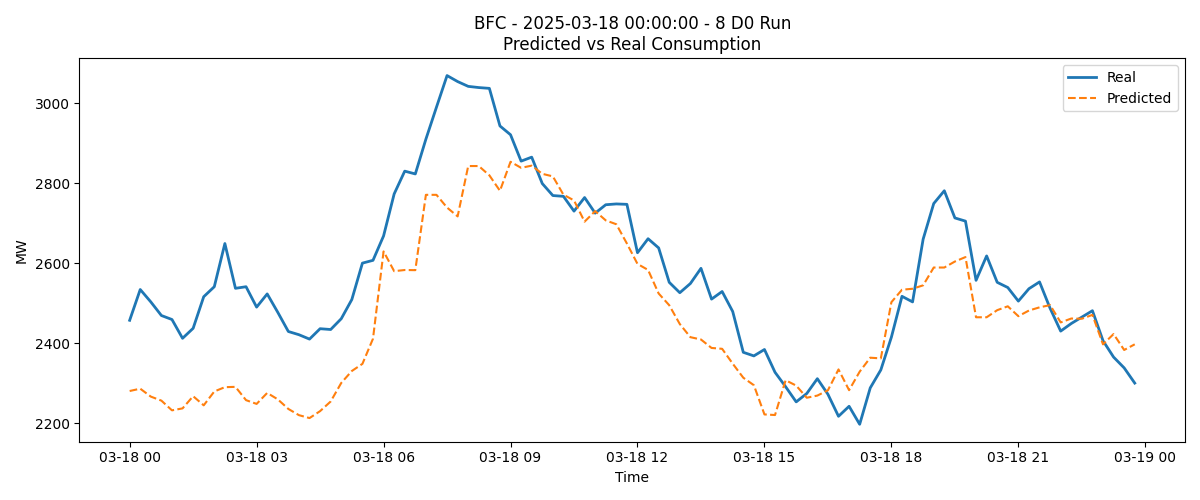 BFC - 2025-03-18 00:00:00 - 8 D0 Run
Predicted vs Real Consumption
Real
Predicted
MW
3000
2800
2600
2400
2200
03-18 00
03-18 03
03-18 06
03-18 09
03-18 12
03-18 15
03-18 18
03-18 21
03-19 00
Time